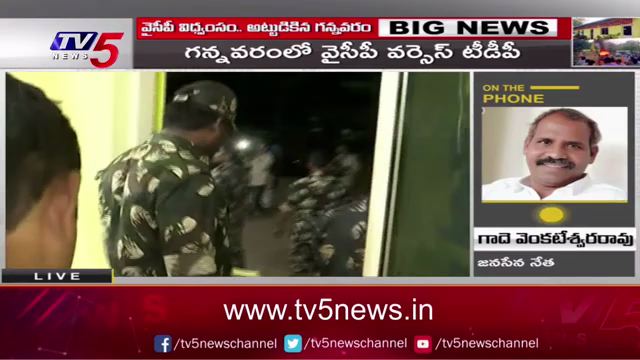 TV5
NEWS
వైసీపీ విధ్వంసం.. అట్టుడికిన గన్నవరం
BIG NEWS
గన్నవరంలో వైసీపీ వర్సెస్ టీడీపీ
ON THE
PHONE
గాదె వెంకటేశ్వరరావు
జనసేన నేత
LIVE
www.tv5news.in
/tv5newschannel
/tv5newschannel
/tv5newschannel